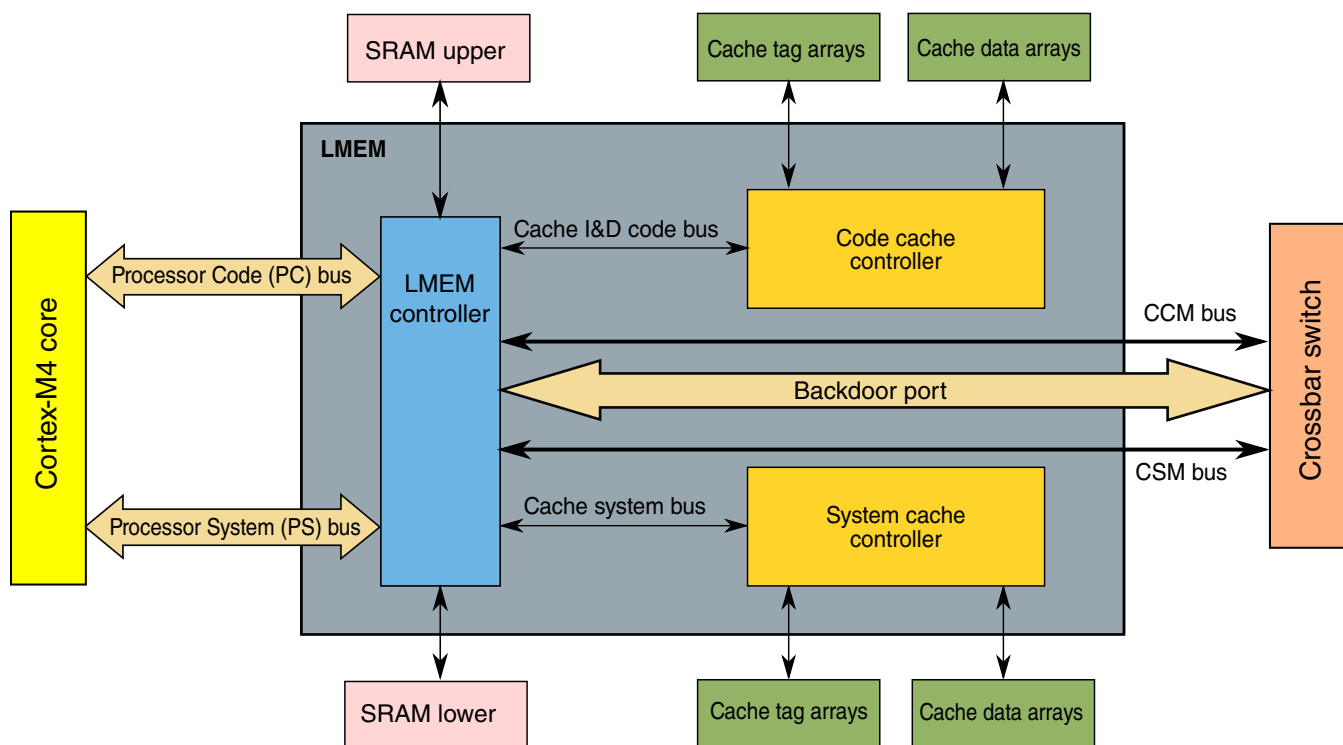 SRAM upper
Cache tag arrays
Cache data arrays
LMEM
Cortex-M4 core
Processor Code (PC) bus
LMEM
controller
Cache I&D code bus
Code cache
controller
CCM bus
Backdoor port
Crossbar switch
CSM bus
Processor System (PS) bus
Cache system bus
System cache
controller
SRAM lower
Cache tag arrays
Cache data arrays